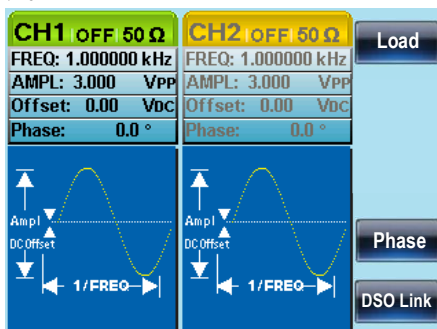 CH1 OFF 50 Ω
FREQ: 1.000000 kHz
AMPL: 3.000 VPP
Offset: 0.00 VDC
Phase: 0.0 °
Ampl
DC Offset
1/FREQ
CH2 OFF 50 Ω
FREQ: 1.000000 kHz
AMPL: 3.000 VPP
Offset: 0.00 VDC
Phase: 0.0 °
Ampl
DC Offset
1/FREQ
Load
Phase
DSO Link